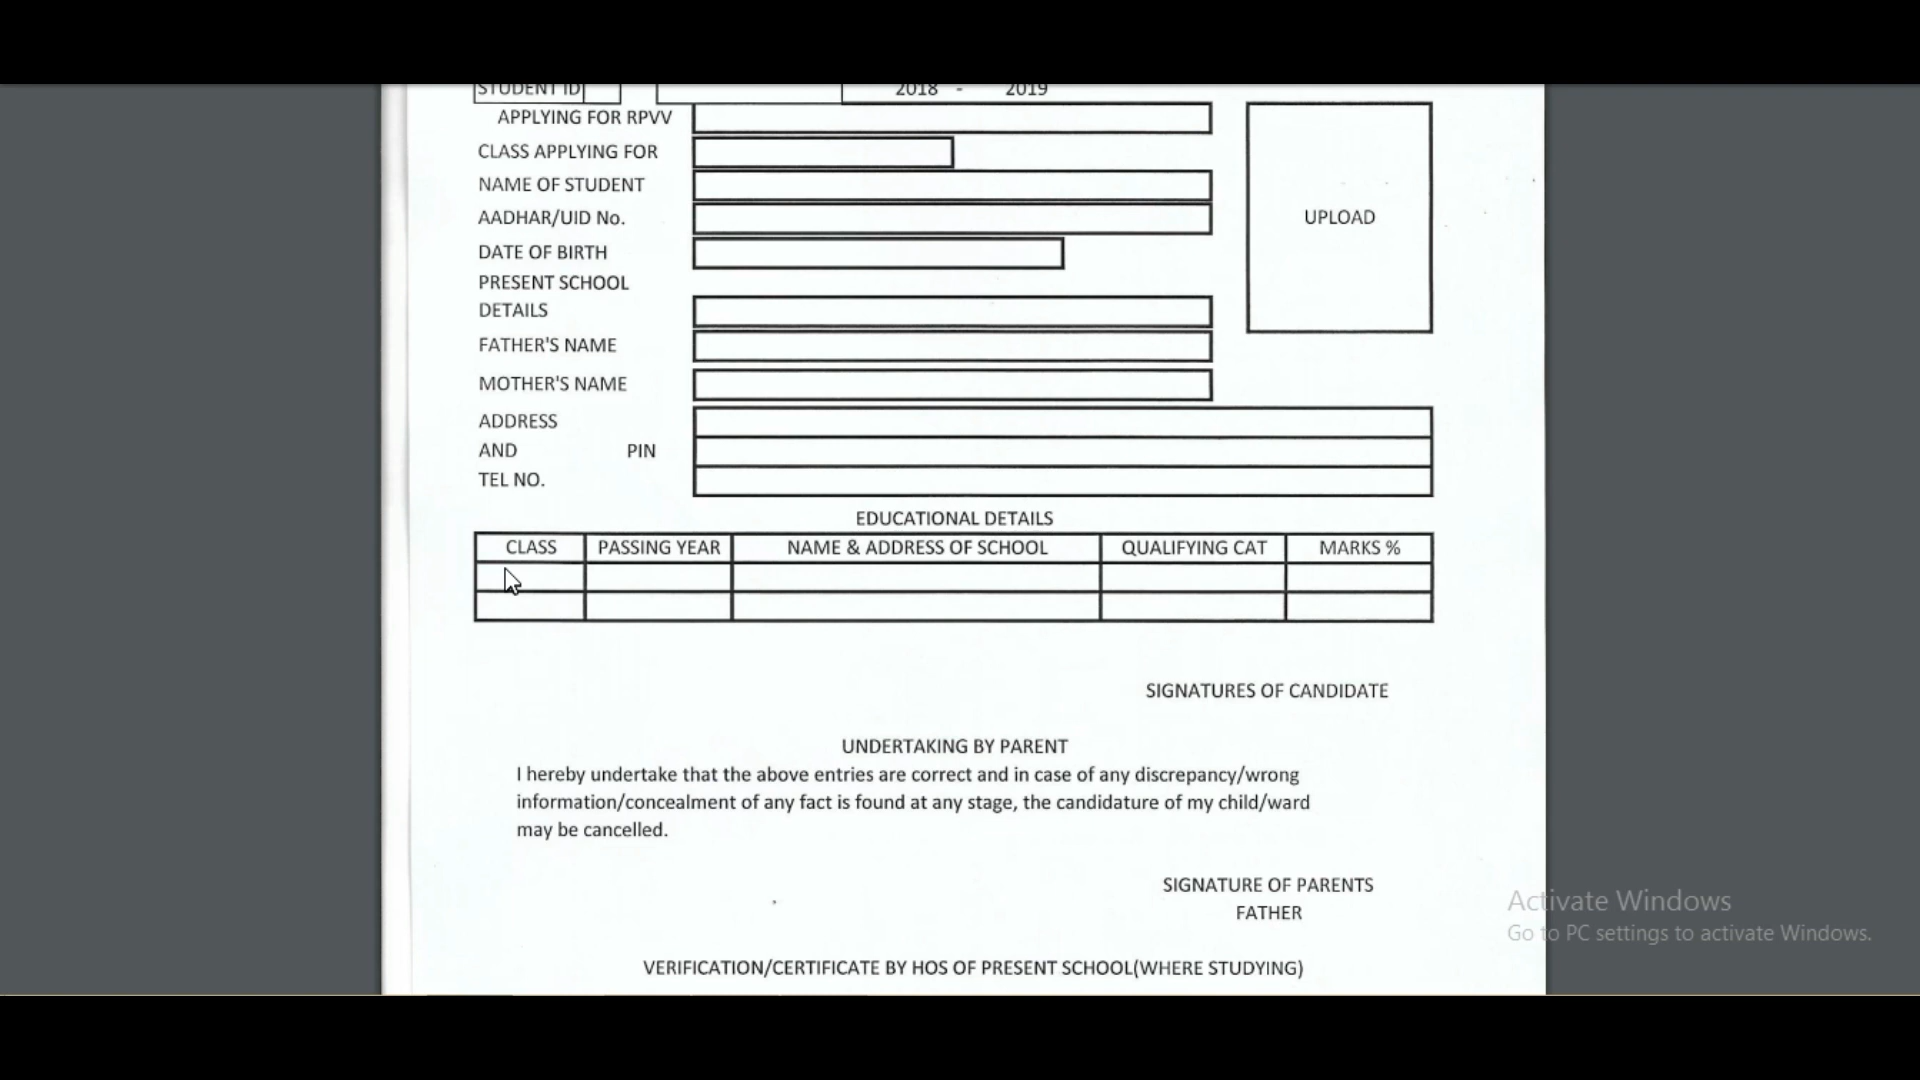 STUDENT ID 2018 - 2019
APPLYING FOR RPVV
CLASS APPLYING FOR
NAME OF STUDENT
AADHAR/UID No.
UPLOAD
DATE OF BIRTH
PRESENT SCHOOL
DETAILS
FATHER'S NAME
MOTHER'S NAME
ADDRESS
AND PIN
TEL NO.
EDUCATIONAL DETAILS
CLASS PASSING YEAR NAME & ADDRESS OF SCHOOL QUALIFYING CAT MARKS %
SIGNATURES OF CANDIDATE
UNDERTAKING BY PARENT
I hereby undertake that the above entries are correct and in case of any discrepancy/wrong
information/concealment of any fact is found at any stage, the candidature of my child/ward
may be cancelled.
SIGNATURE OF PARENTS
FATHER
VERIFICATION/CERTIFICATE BY HOS OF PRESENT SCHOOL(WHERE STUDYING)
Activate Windows
Go to PC settings to activate Windows.